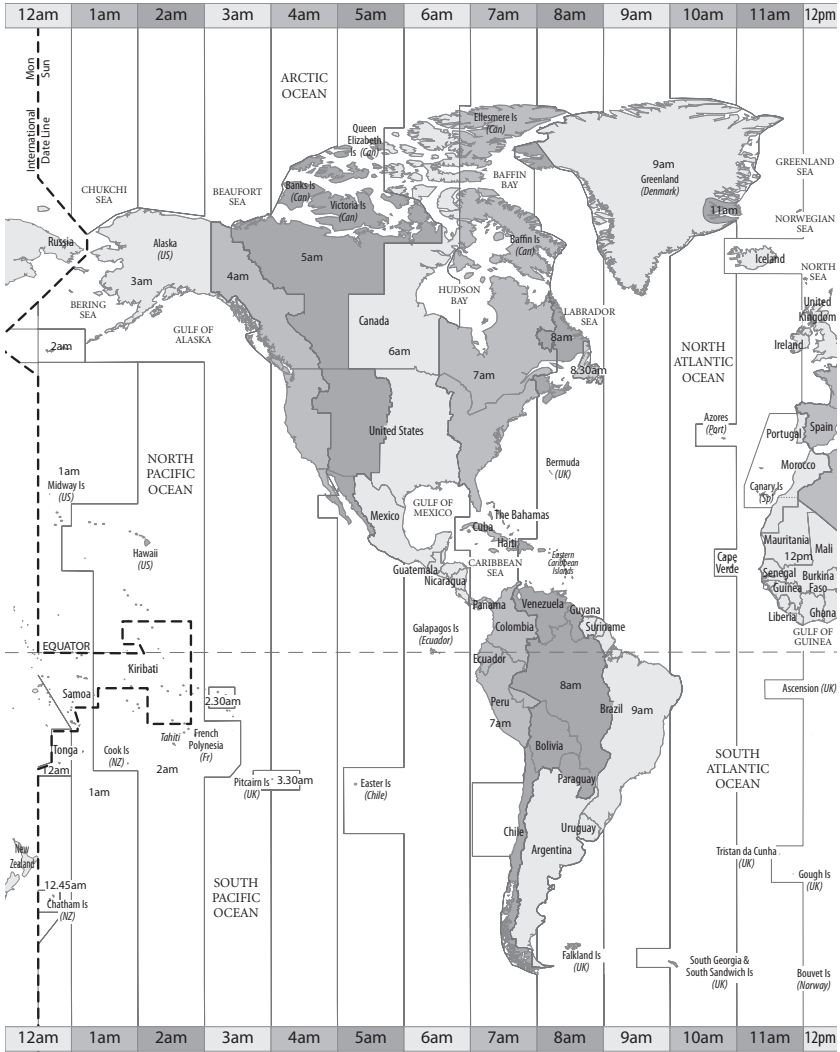 12am 1am 2am 3am 4am 5am 6am 7am 8am 9am 10am 11am 12pm
Mon
Sun
International
Date Line
ARCTIC
OCEAN
Queen
Elizabeth
Is (Can)
Ellesmere Is
(Can)
9am
Greenland
(Denmark)
GREENLAND
SEA
CHUKCHI
SEA
BEAUFORT
SEA
Banks Is
(Can)
Victoria Is
(Can)
BAFFIN
BAY
11am
NORWEGIAN
SEA
Russia
Alaska
(US)
3am
4am
5am
Baffin Is
(Can)
Iceland
NORTH
SEA
BERING
SEA
GULF OF
ALASKA
HUDSON
BAY
LABRADOR
SEA
United
Kingdom
Ireland
2am
Canada
6am
7am
8am
8.30am
NORTH
ATLANTIC
OCEAN
Azores
(Port)
Portugal
Spain
United States
1am
Midway Is
(US)
NORTH
PACIFIC
OCEAN
Bermuda
(UK)
Morocco
Canary Is
(Sp)
Mexico
GULF OF
MEXICO
The Bahamas
Cuba
Haiti
Hawaii
(US)
Guatemala
Nicaragua
CARIBBEAN
SEA
Eastern
Caribbean
Islands
Cape
Verde
Mauritania
12pm
Mali
Senegal
Guinea
Burkina
Faso
Liberia
Ghana
GULF OF
GUINEA
Panama
Venezuela
Guyana
Suriname
Colombia
Galapagos Is
(Ecuador)
EQUATOR
Kiribati
Ecuador
Samoa
2.30am
Peru
7am
8am
Brazil
9am
Ascension (UK)
Tonga
12am
Cook Is
(NZ)
1am
Tahiti
2am
French
Polynesia
(Fr)
Bolivia
Pitcairn Is
(UK)
3.30am
Easter Is
(Chile)
Paraguay
SOUTH
ATLANTIC
OCEAN
New
Zealand
Chile
Uruguay
Argentina
Tristan da Cunha
(UK)
Gough Is
(UK)
12.45am
Chatham Is
(NZ)
SOUTH
PACIFIC
OCEAN
Falkland Is
(UK)
South Georgia &
South Sandwich Is
(UK)
Bouvet Is
(Norway)
12am 1am 2am 3am 4am 5am 6am 7am 8am 9am 10am 11am 12pm